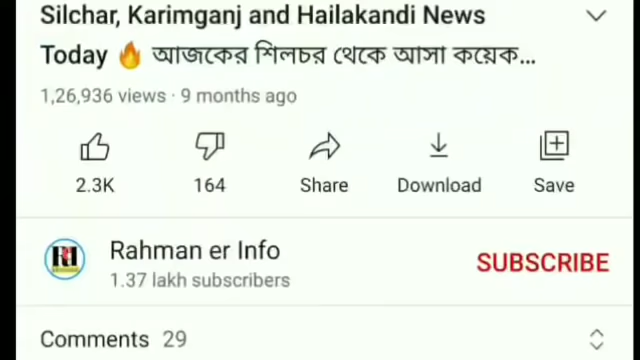 Silchar, Karimganj and Hailakandi News
Today 🔥 আজকের শিলচর থেকে আসা কয়েক...
1,26,936 views · 9 months ago
2.3K 164 Share Download Save
Rahman er Info
SUBSCRIBE
1.37 lakh subscribers
Comments 29